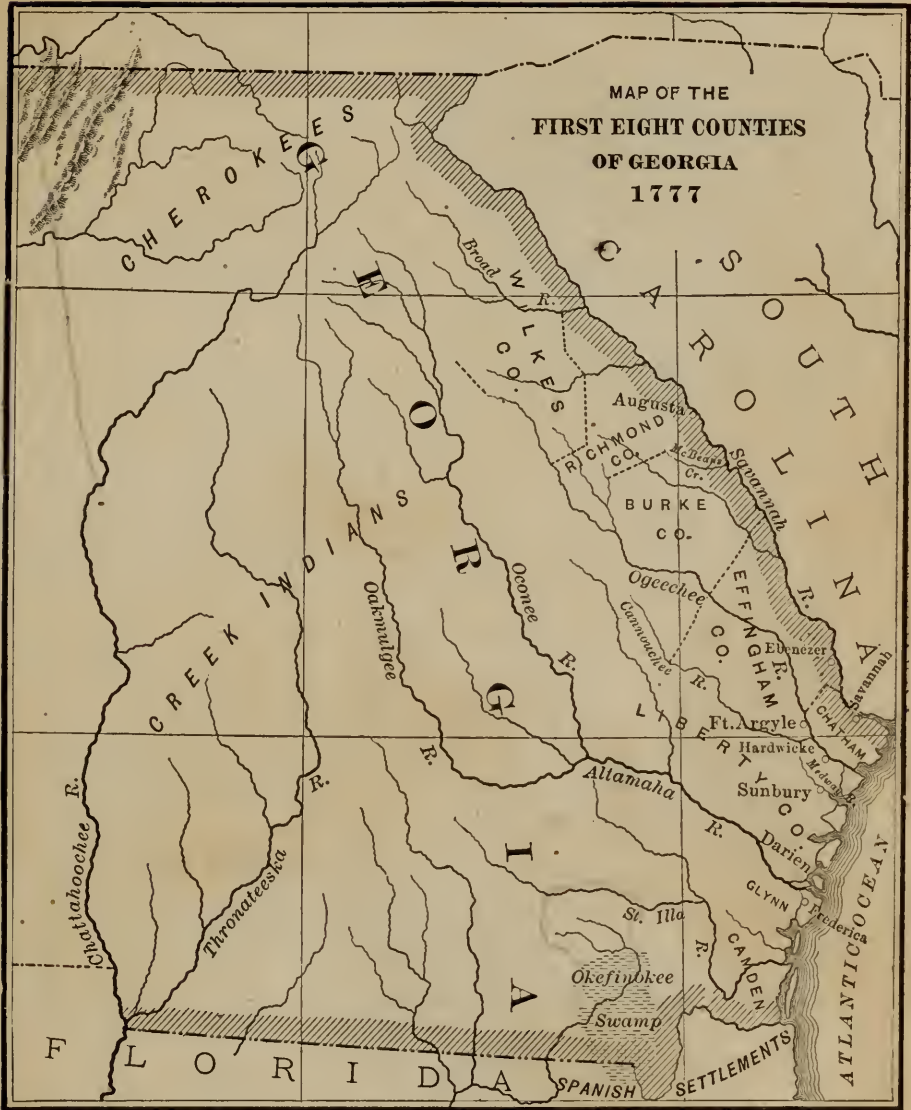 MAP OF THE
FIRST EIGHT COUNTIES
OF GEORGIA
1777
CHEROKEES
GEORGIA
SOUTH
CAROLINA
Broad
R.
WILKES
CO.
Augusta
RICHMOND
CO.
McBeans
Cr.
Savannah
R.
BURKE
CO.
CREEK INDIANS
Oakmulgee
R.
Oconee
R.
Ogeechee
R.
Cannouchee
R.
EFFINGHAM
CO.
Ebenezer
Savannah
CHATHAM
Ft. Argyle
Hardwicke
Medway R.
LIBERTY CO.
Sunbury
Altamaha
R.
Darien
GLYNN
Frederica
St. Illa
R.
CAMDEN
Okefinokee
Swamp
Chattahoochee R.
Thronateeska
R.
ATLANTIC OCEAN
FLORIDA
SPANISH SETTLEMENTS